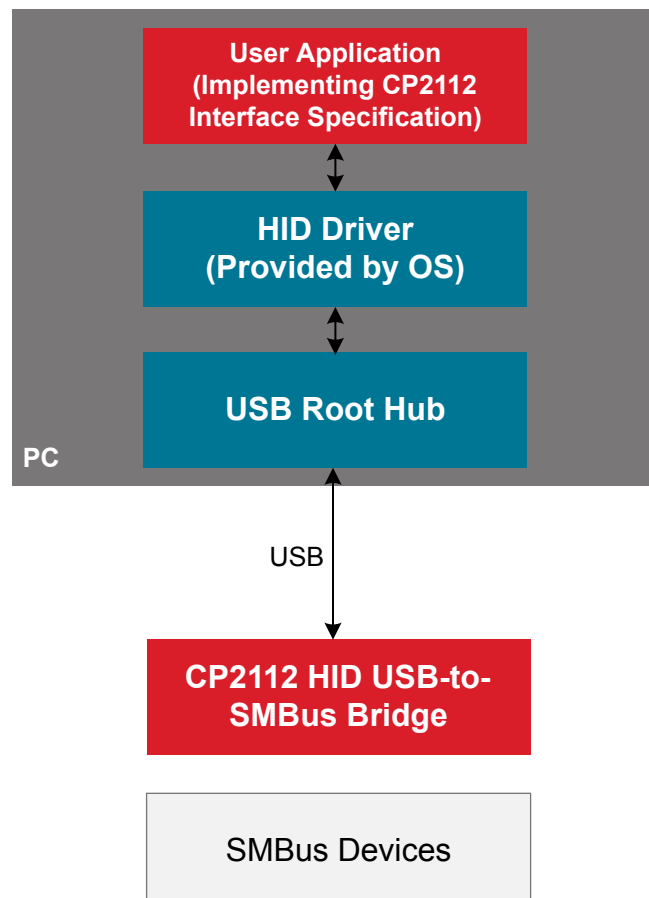 User Application
(Implementing CP2112
Interface Specification)
HID Driver
(Provided by OS)
USB Root Hub
PC
USB
CP2112 HID USB-to-
SMBus Bridge
SMBus Devices